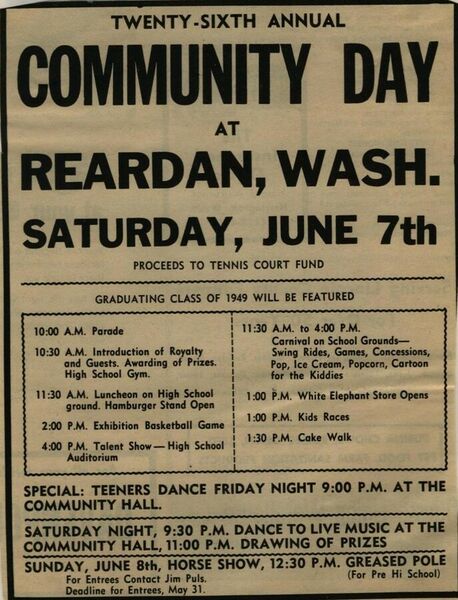 TWENTY-SIXTH ANNUAL
COMMUNITY DAY
AT
REARDAN, WASH.
SATURDAY, JUNE 7th
PROCEEDS TO TENNIS COURT FUND
GRADUATING CLASS OF 1949 WILL BE FEATURED
10:00 A.M. Parade
10:30 A.M. Introduction of Royalty
and Guests. Awarding of Prizes.
High School Gym.
11:30 A.M. Luncheon on High School
ground. Hamburger Stand Open
2:00 P.M. Exhibition Basketball Game
4:00 P.M. Talent Show—High School
Auditorium
11:30 A.M. to 4:00 P.M.
Carnival on School Grounds—
Swing Rides, Games, Concessions,
Pop, Ice Cream, Popcorn, Cartoon
for the Kiddies
1:00 P.M. White Elephant Store Opens
1:00 P.M. Kids Races
1:30 P.M. Cake Walk
SPECIAL: TEENERS DANCE FRIDAY NIGHT 9:00 P.M. AT THE
COMMUNITY HALL.
SATURDAY NIGHT, 9:30 P.M. DANCE TO LIVE MUSIC AT THE
COMMUNITY HALL, 11:00 P.M. DRAWING OF PRIZES
SUNDAY, JUNE 8th, HORSE SHOW, 12:30 P.M. GREASED POLE
For Entrees Contact Jim Puls. (For Pre Hi School)
Deadline for Entrees, May 31.